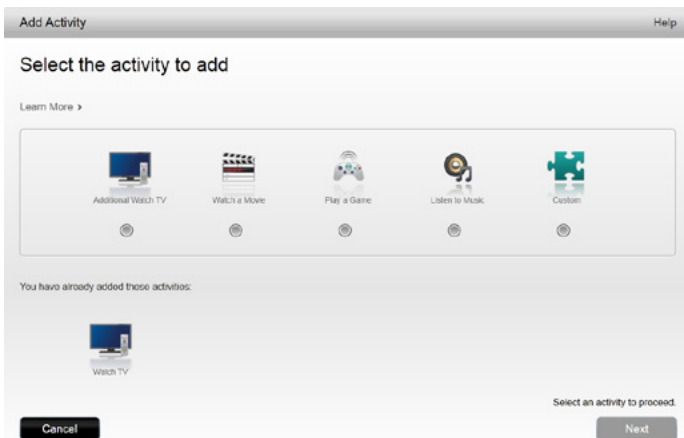 Add Activity Help
Select the activity to add
Learn More >
Additional Watch TV Watch a Movie Play a Game Listen to Music Custom
You have already added these activities:
Watch TV
Select an activity to proceed.
Cancel Next